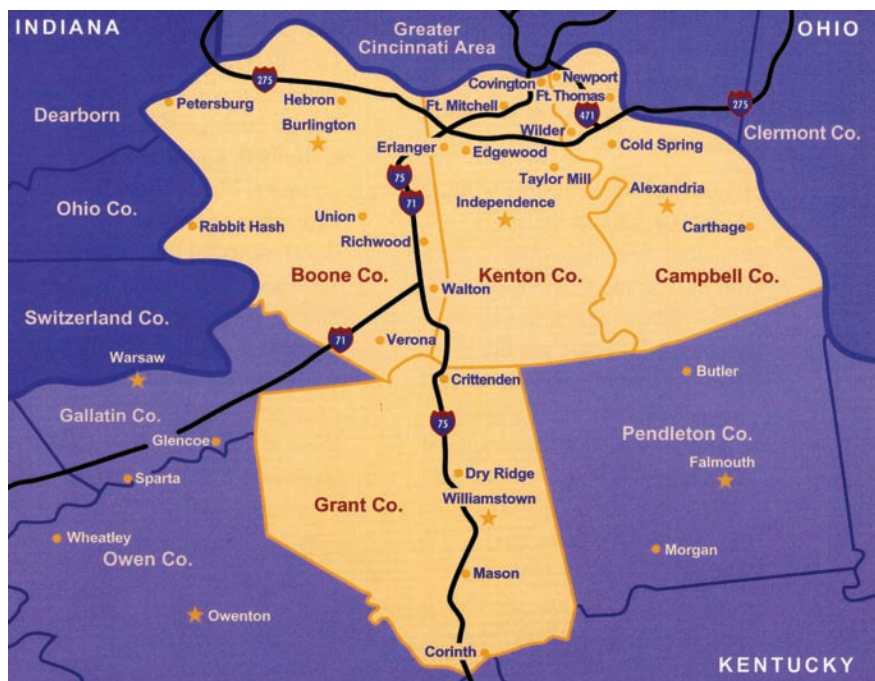 INDIANA
Greater
Cincinnati Area
OHIO
275
Covington
Newport
275
Dearborn
Petersburg
Hebron
Ft. Mitchell
Ft. Thomas
471
Burlington
Wilder
Clermont Co.
Erlanger
Edgewood
Cold Spring
75
Taylor Mill
Ohio Co.
71
Independence
Alexandria
Rabbit Hash
Union
Richwood
Carthage
Boone Co.
Kenton Co.
Campbell Co.
Walton
Switzerland Co.
71
Verona
Warsaw
Crittenden
Butler
Gallatin Co.
75
Pendleton Co.
Glencoe
Sparta
Dry Ridge
Falmouth
Williamstown
Grant Co.
Wheatley
Owen Co.
Morgan
Mason
Owenton
Corinth
KENTUCKY